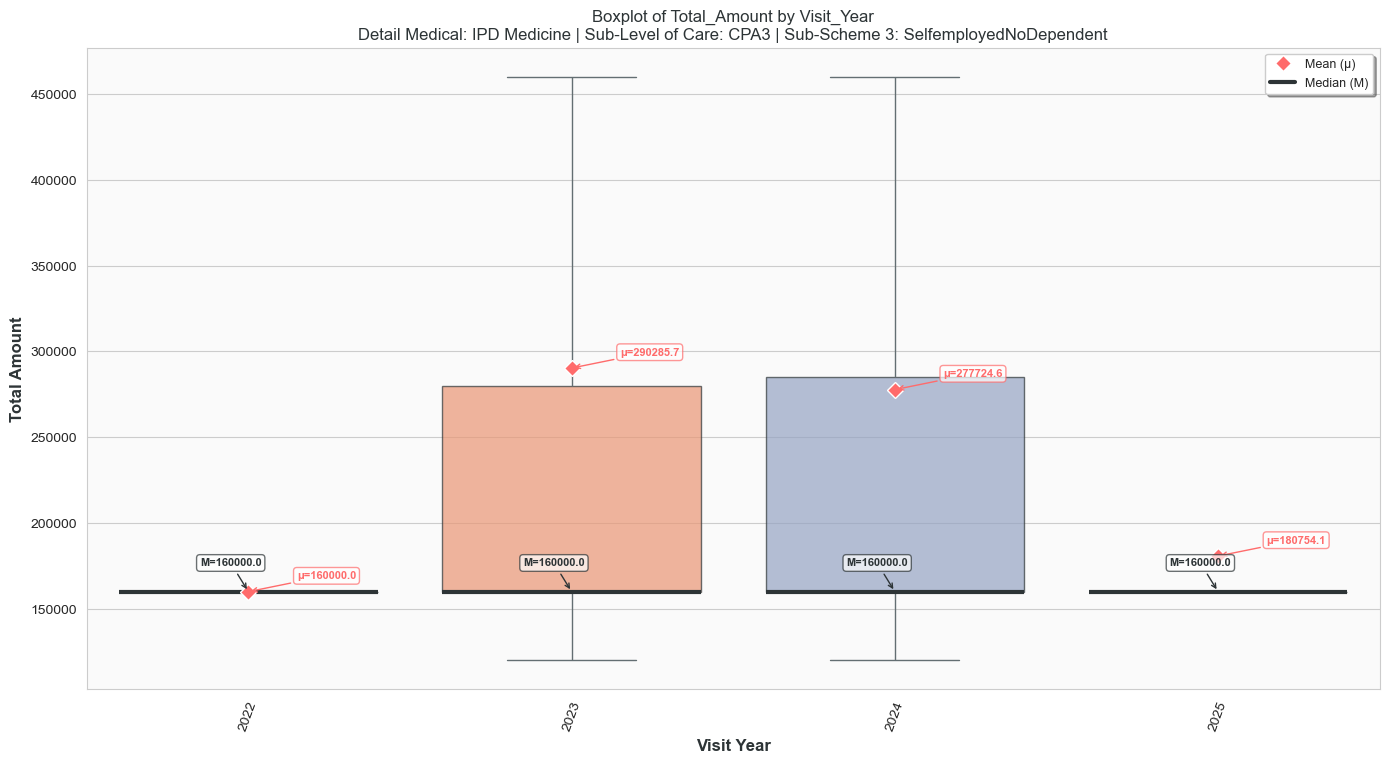 Boxplot of Total_Amount by Visit_Year
Detail Medical: IPD Medicine | Sub-Level of Care: CPA3 | Sub-Scheme 3: SelfemployedNoDependent
Mean (μ)
Median (M)
Total Amount
450000
400000
350000
300000
250000
200000
150000
M=160000.0
μ=160000.0
μ=290285.7
M=160000.0
μ=277724.6
M=160000.0
μ=180754.1
M=160000.0
2022
2023
2024
2025
Visit Year